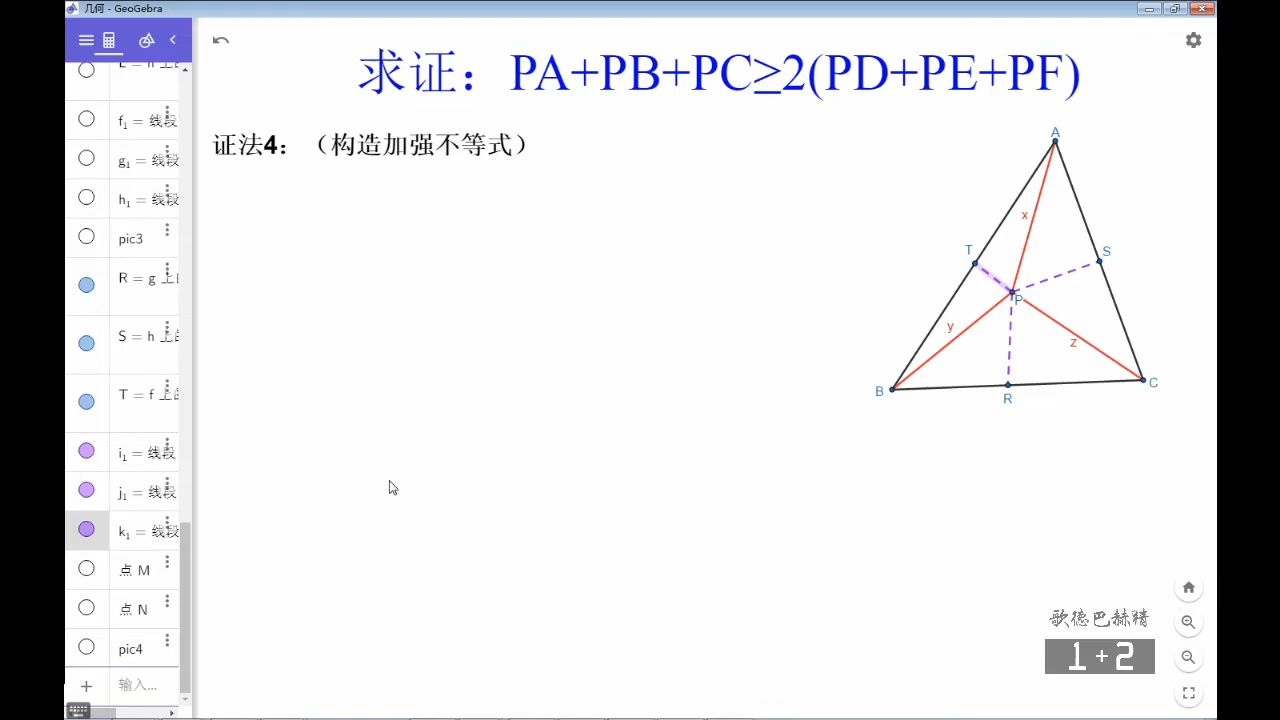 几何 - GeoGebra
求证：PA+PB+PC≥2(PD+PE+PF)
证法4：（构造加强不等式）
f₁ = 线段
g₁ = 线段
h₁ = 线段
pic3
R = g 上
S = h 上
T = f 上
i₁ = 线段
j₁ = 线段
k₁ = 线段
点 M
点 N
pic4
输入...
A
x
T
S
P
y
z
B
R
C
歌德巴赫猜
1+2